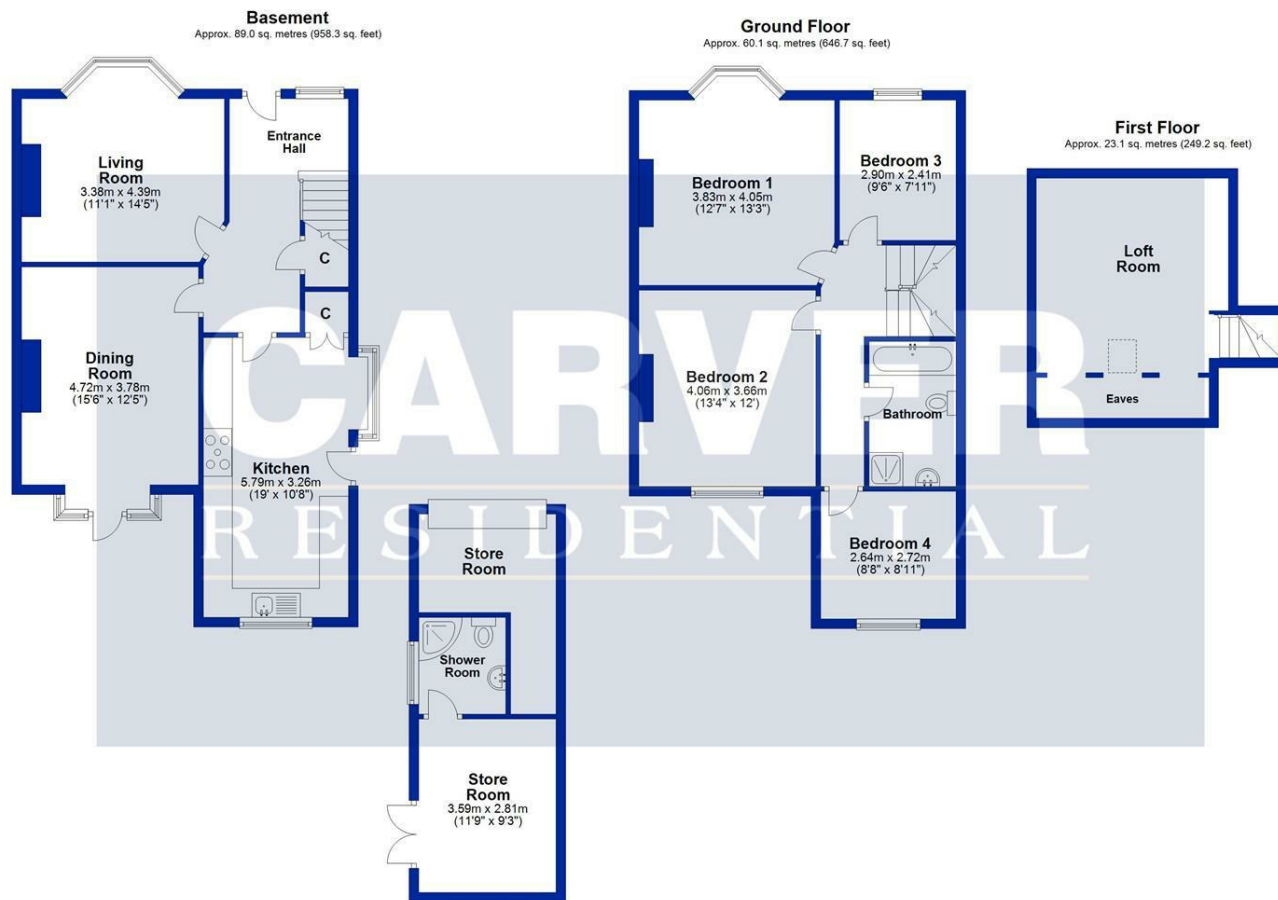 Basement
Approx. 89.0 sq. metres (958.3 sq. feet)
Living
Room
3.38m x 4.39m
(11'1" x 14'5")
Entrance
Hall
C
C
Dining
Room
4.72m x 3.78m
(15'6" x 12'5")
Kitchen
5.79m x 3.26m
(19' x 10'8")
Store
Room
Shower
Room
Store
Room
3.59m x 2.81m
(11'9" x 9'3")
Ground Floor
Approx. 60.1 sq. metres (646.7 sq. feet)
Bedroom 1
3.83m x 4.05m
(12'7" x 13'3")
Bedroom 3
2.90m x 2.41m
(9'6" x 7'11")
Bedroom 2
4.06m x 3.66m
(13'4" x 12')
Bathroom
Bedroom 4
2.64m x 2.72m
(8'8" x 8'11")
First Floor
Approx. 23.1 sq. metres (249.2 sq. feet)
Loft
Room
Eaves
CARVER
RESIDENTIAL